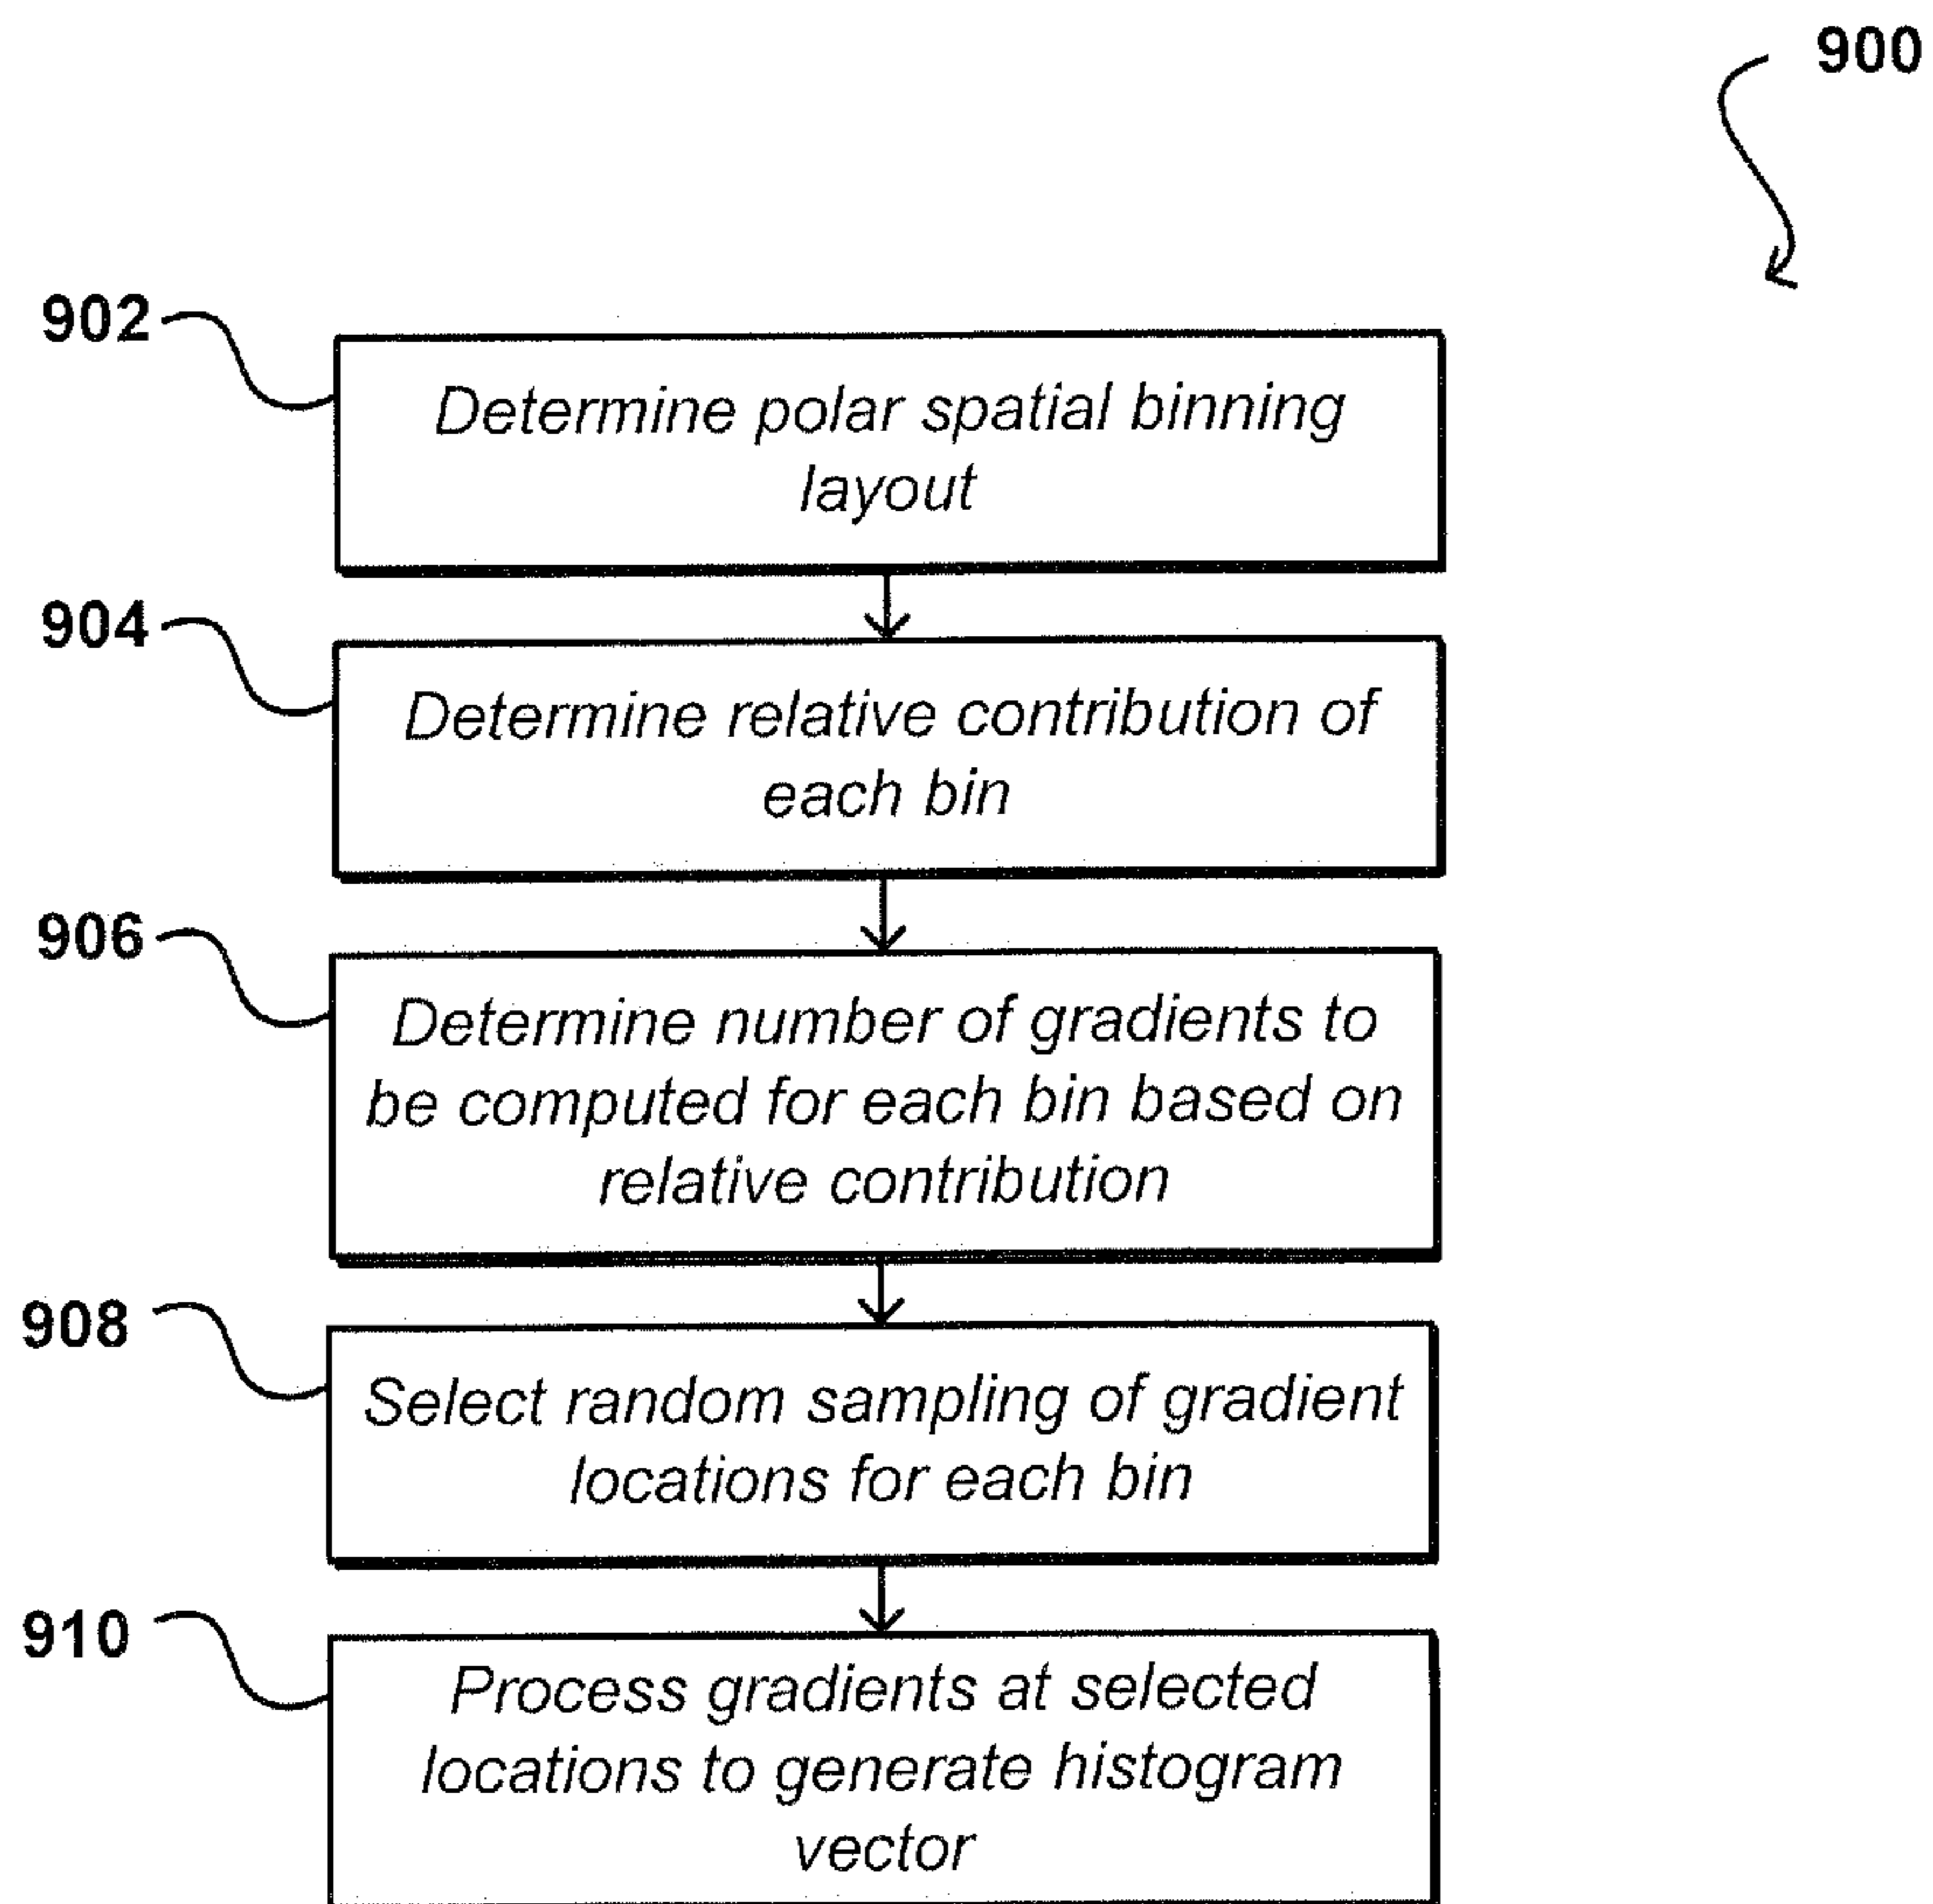 900
902
Determine polar spatial binning
layout
904
Determine relative contribution of
each bin
906
Determine number of gradients to
be computed for each bin based on
relative contribution
908
Select random sampling of gradient
locations for each bin
910
Process gradients at selected
locations to generate histogram
vector